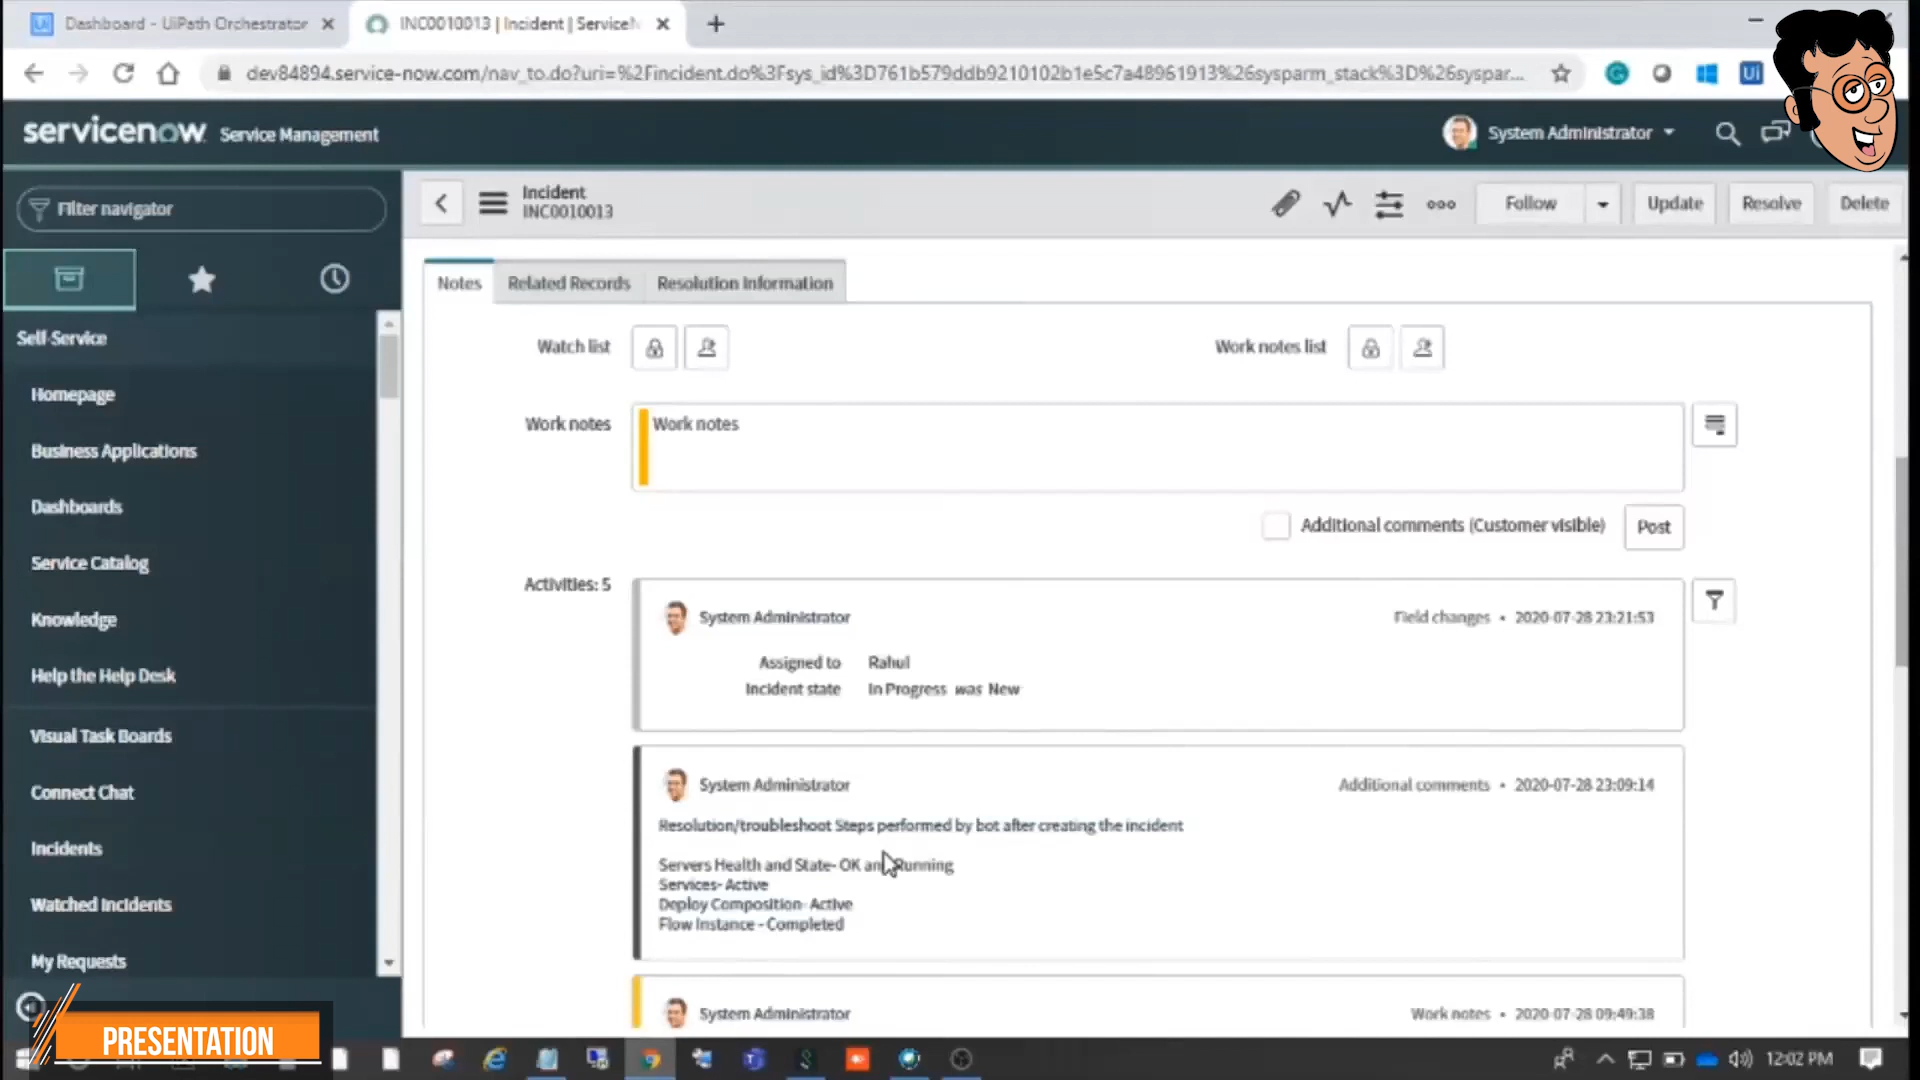 Dashboard - UiPath Orchestrator
INC0010013 | Incident | ServiceN
dev84894.service-now.com/nav_to.do?uri=%2Fincident.do%3Fsys_id%3D761b579ddb9210102b1e5c7a48961913%26sysparm_stack%3D%26syspar...
Ui
servicenow Service Management
System Administrator
Filter navigator
Incident
INC0010013
Follow
Update
Resolve
Delete
Self-Service
Homepage
Business Applications
Dashboards
Service Catalog
Knowledge
Help the Help Desk
Visual Task Boards
Connect Chat
Incidents
Watched Incidents
My Requests
Notes
Related Records
Resolution Information
Watch list
Work notes list
Work notes
Work notes
Additional comments (Customer visible)
Post
Activities: 5
System Administrator
Field changes • 2020-07-28 23:21:53
Assigned to Rahul
Incident state In Progress was New
System Administrator
Additional comments • 2020-07-28 23:09:14
Resolution/troubleshoot Steps performed by bot after creating the incident
Servers Health and State- OK and Running
Services- Active
Deploy Composition- Active
Flow Instance - Completed
System Administrator
Work notes • 2020-07-28 09:49:38
PRESENTATION
12:02 PM